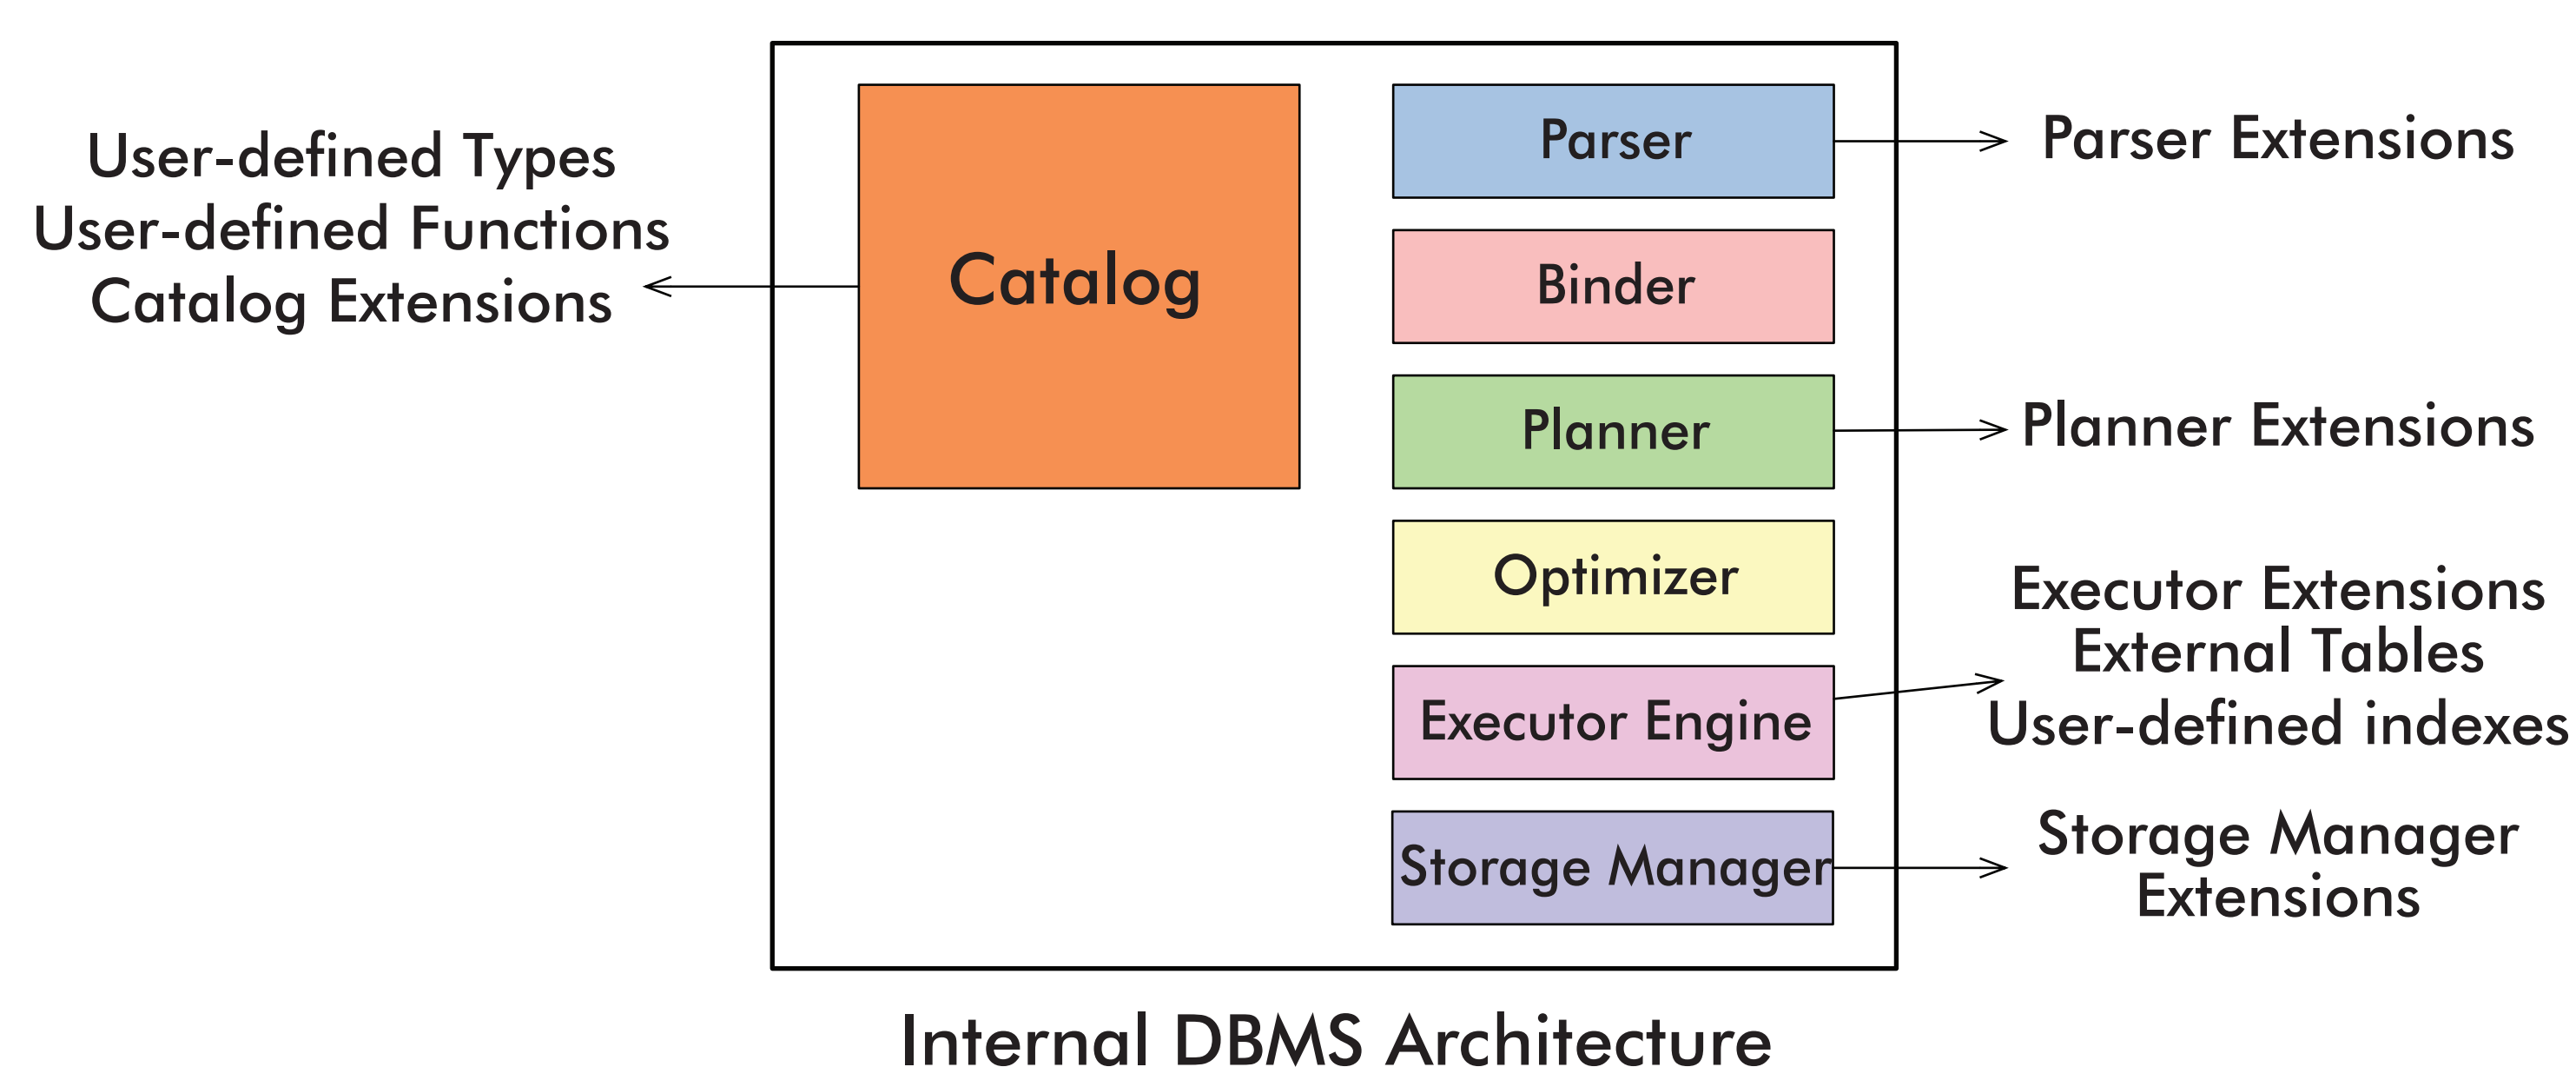 User-defined Types
User-defined Functions
Catalog Extensions
Catalog
Parser
Binder
Planner
Optimizer
Executor Engine
Storage Manager
Parser Extensions
Planner Extensions
Executor Extensions
External Tables
User-defined indexes
Storage Manager
Extensions
Internal DBMS Architecture